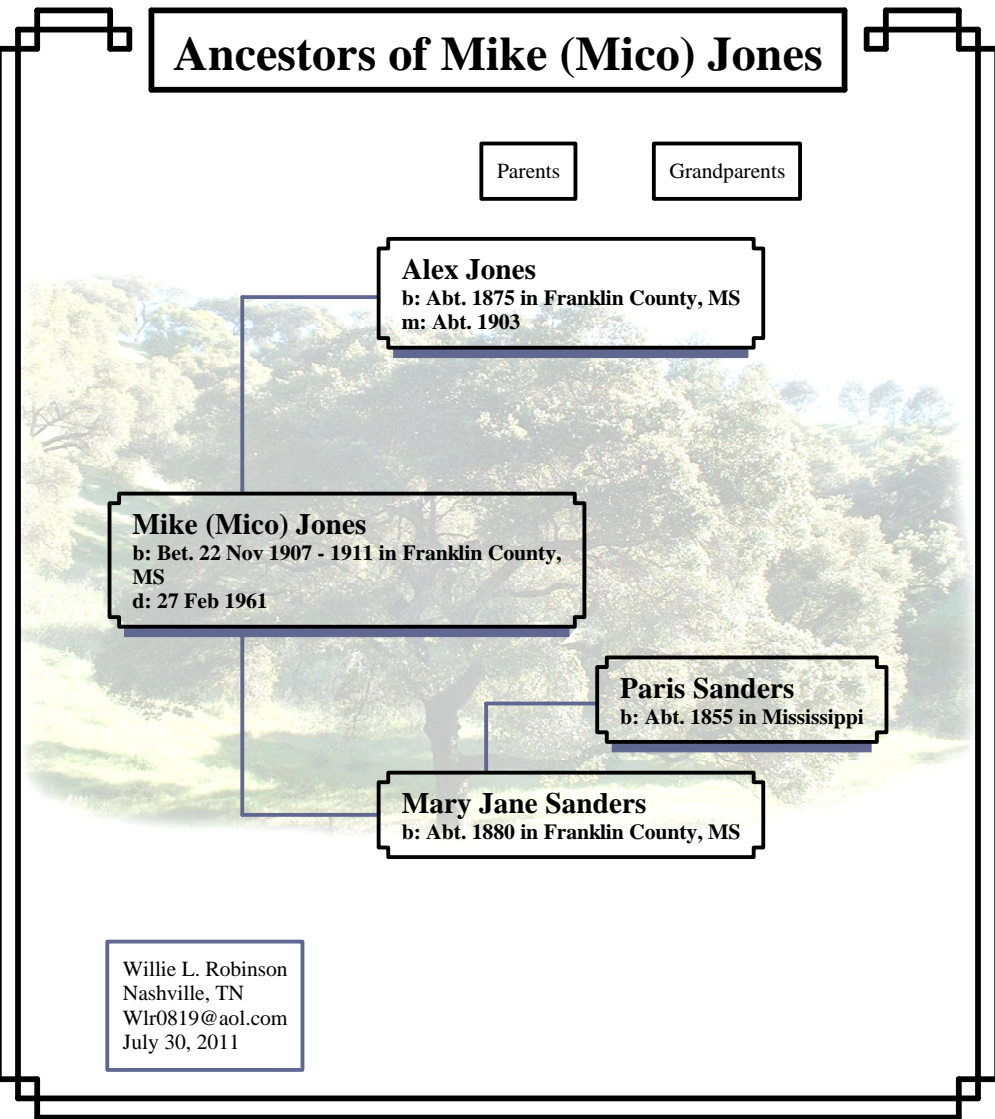 Ancestors of Mike (Mico) Jones
Parents
Grandparents
Alex Jones
b: Abt. 1875 in Franklin County, MS
m: Abt. 1903
Mike (Mico) Jones
b: Bet. 22 Nov 1907 - 1911 in Franklin County,
MS
d: 27 Feb 1961
Paris Sanders
b: Abt. 1855 in Mississippi
Mary Jane Sanders
b: Abt. 1880 in Franklin County, MS
Willie L. Robinson
Nashville, TN
Wlr0819@aol.com
July 30, 2011